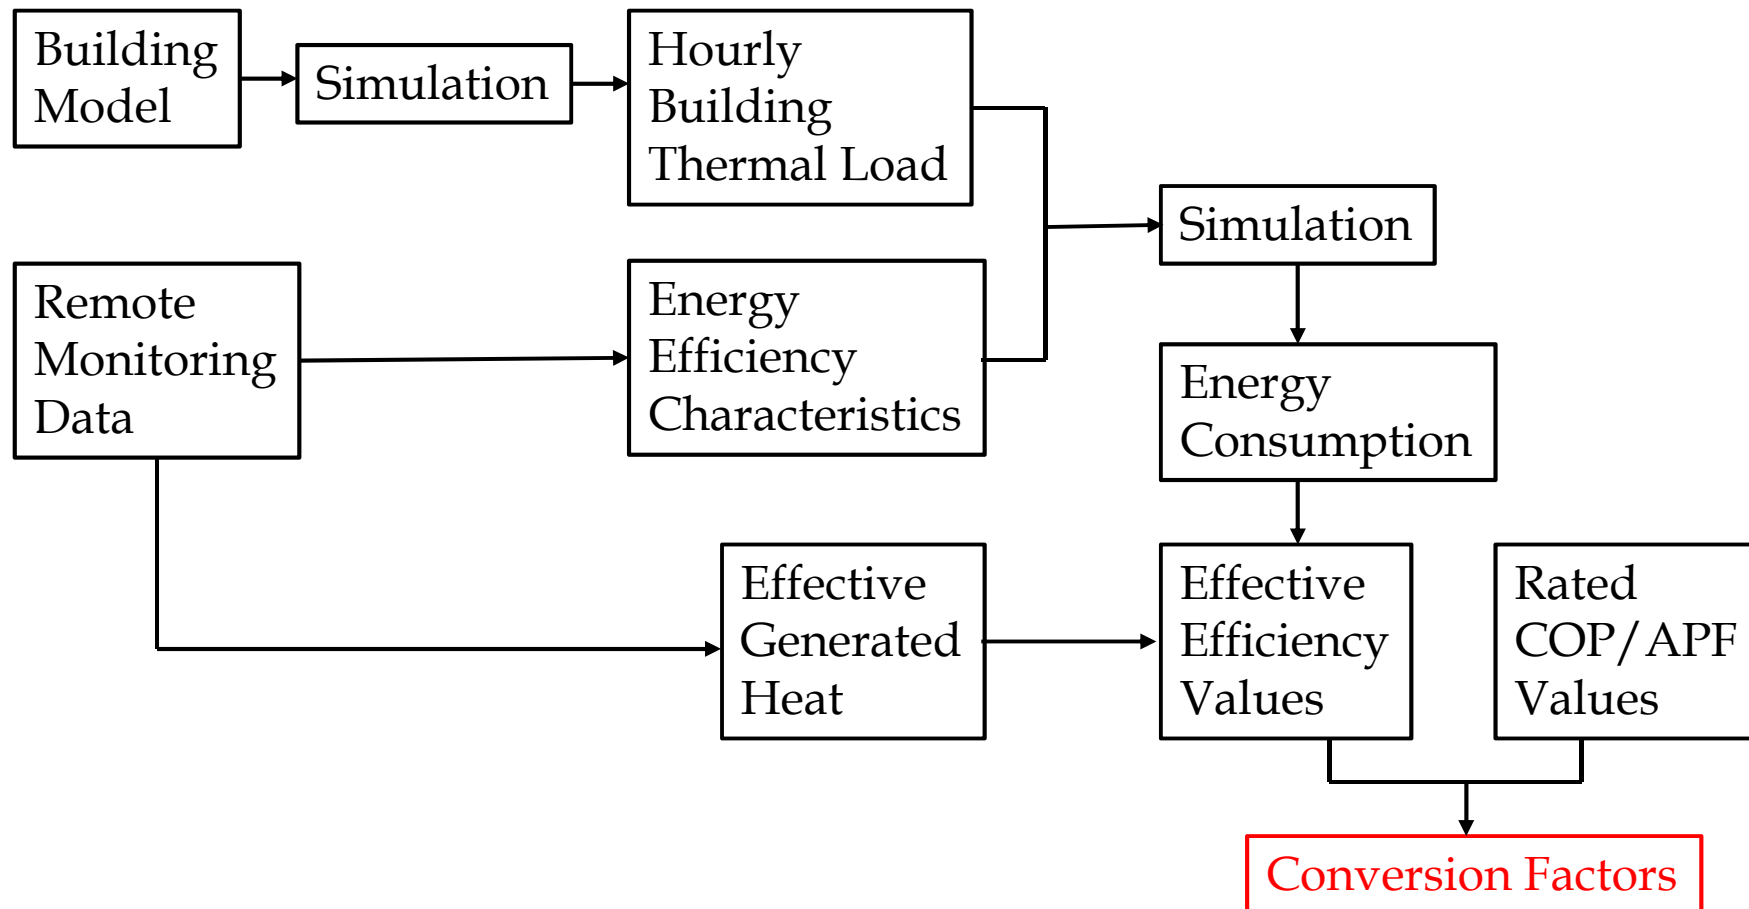 Building
Model
Simulation
Hourly
Building
Thermal Load
Simulation
Remote
Monitoring
Data
Energy
Efficiency
Characteristics
Energy
Consumption
Effective
Generated
Heat
Effective
Efficiency
Values
Rated
COP/APF
Values
Conversion Factors